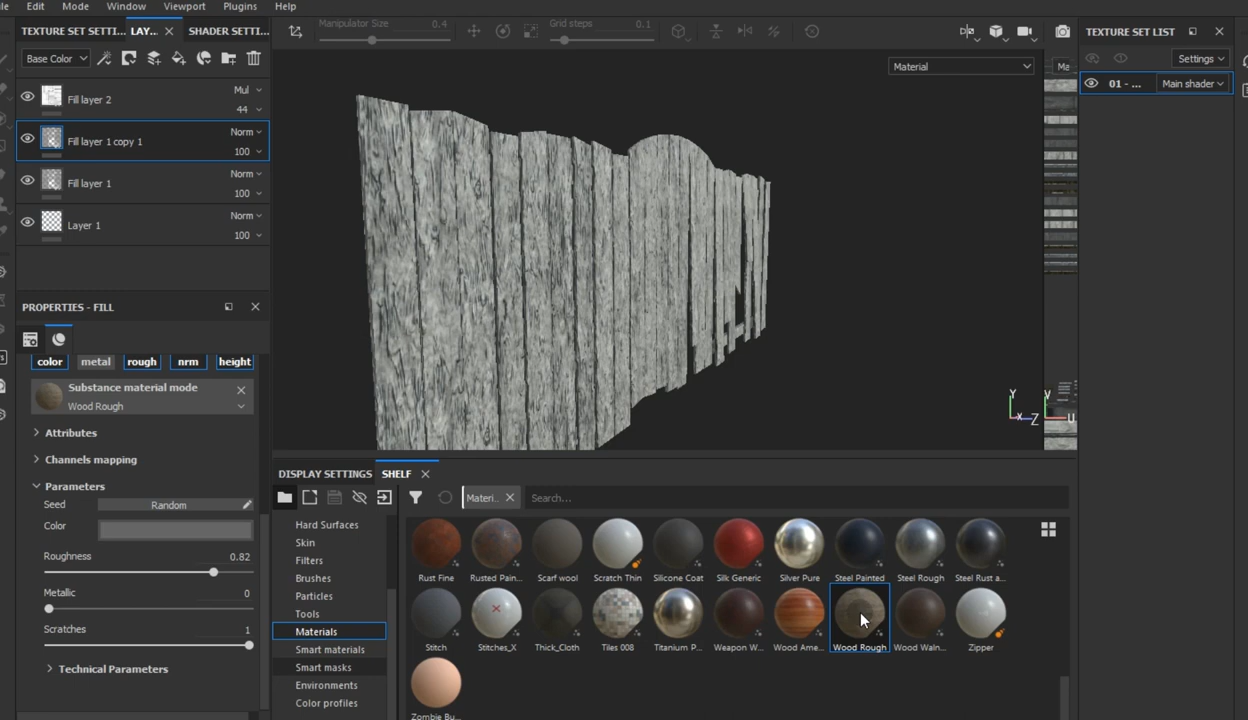 ile Edit Mode Window Viewport Plugins Help
TEXTURE SET SETTI... LAY... SHADER SETTI...
Base Color
Fill layer 2 Mul
44
Fill layer 1 copy 1 Norm
100
Fill layer 1 Norm
100
Layer 1 Norm
100
PROPERTIES - FILL
color metal rough nrm height
Substance material mode
Wood Rough
Attributes
Channels mapping
Parameters
Seed Random
Color
Roughness 0.82
Metallic 0
Scratches 1
Technical Parameters
Manipulator Size 0.4 Grid steps 0.1
Material
Ma
Y
X Z
V
U
DISPLAY SETTINGS SHELF
Materi... Search...
Hard Surfaces
Skin
Filters
Brushes
Particles
Tools
Materials
Smart materials
Smart masks
Environments
Color profiles
Rust Fine Rusted Pain... Scarf wool Scratch Thin Silicone Coat Silk Generic Silver Pure Steel Painted Steel Rough Steel Rust a...
Stitch Stitches_X Thick_Cloth Tiles 008 Titanium P... Weapon W... Wood Ame... Wood Rough Wood Waln... Zipper
Zombie Bu...
TEXTURE SET LIST
Settings
01 - ... Main shader